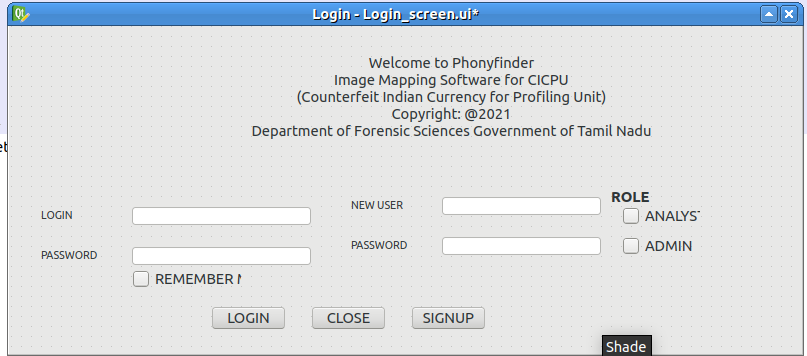 Login - Login_screen.ui*
Welcome to Phonyfinder
Image Mapping Software for CICPU
(Counterfeit Indian Currency for Profiling Unit)
Copyright: @2021
Department of Forensic Sciences Government of Tamil Nadu
et
LOGIN
NEW USER
ROLE
ANALYS
PASSWORD
PASSWORD
ADMIN
REMEMBER
LOGIN
CLOSE
SIGNUP
Shade